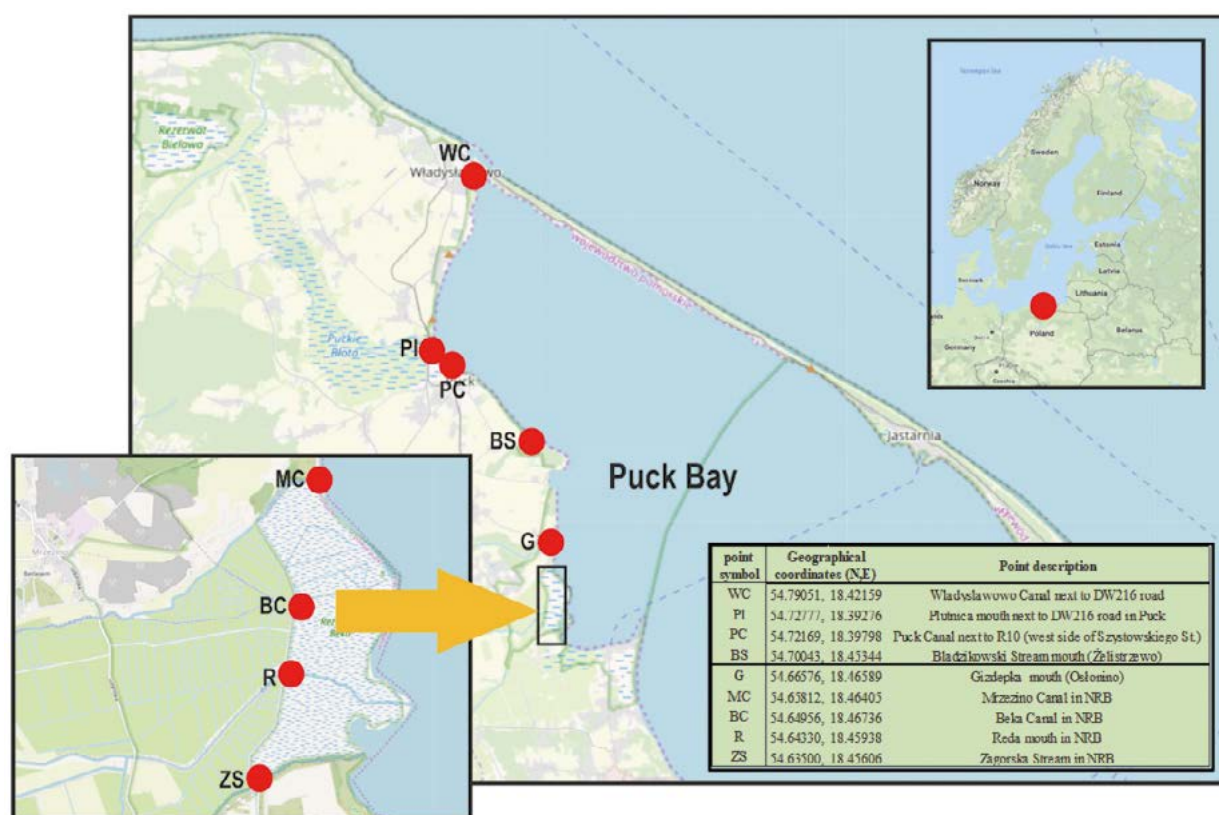 Norwegian Sea
Sweden
Norway
Finland
Estonia
Latvia
Lithuania
Belarus
Poland
Germany
Rezerwat
Bielawa
WC
Władysławowo
województwo pomorskie
Puckie
Błota
PI
PC
BS
Jastarnia
Puck Bay
G
MC
BC
R
ZS
point symbol Geographical coordinates (N,E) Point description
WC 54.79051, 18.42159 Wladyslawowo Canal next to DW216 road
PI 54.72777, 18.39276 Plutnica mouth next to DW216 road in Puck
PC 54.72169, 18.39798 Puck Canal next to R10 (west side of Szystowskiego St.)
BS 54.70043, 18.45344 Bladzikowski Stream mouth (Żelistrzewo)
G 54.66576, 18.46589 Gizdepka mouth (Osłonino)
MC 54.65812, 18.46405 Mrzezino Canal in NRB
BC 54.64956, 18.46736 Beka Canal in NRB
R 54.64330, 18.45938 Reda mouth in NRB
ZS 54.63500, 18.45606 Zagorska Stream in NRB